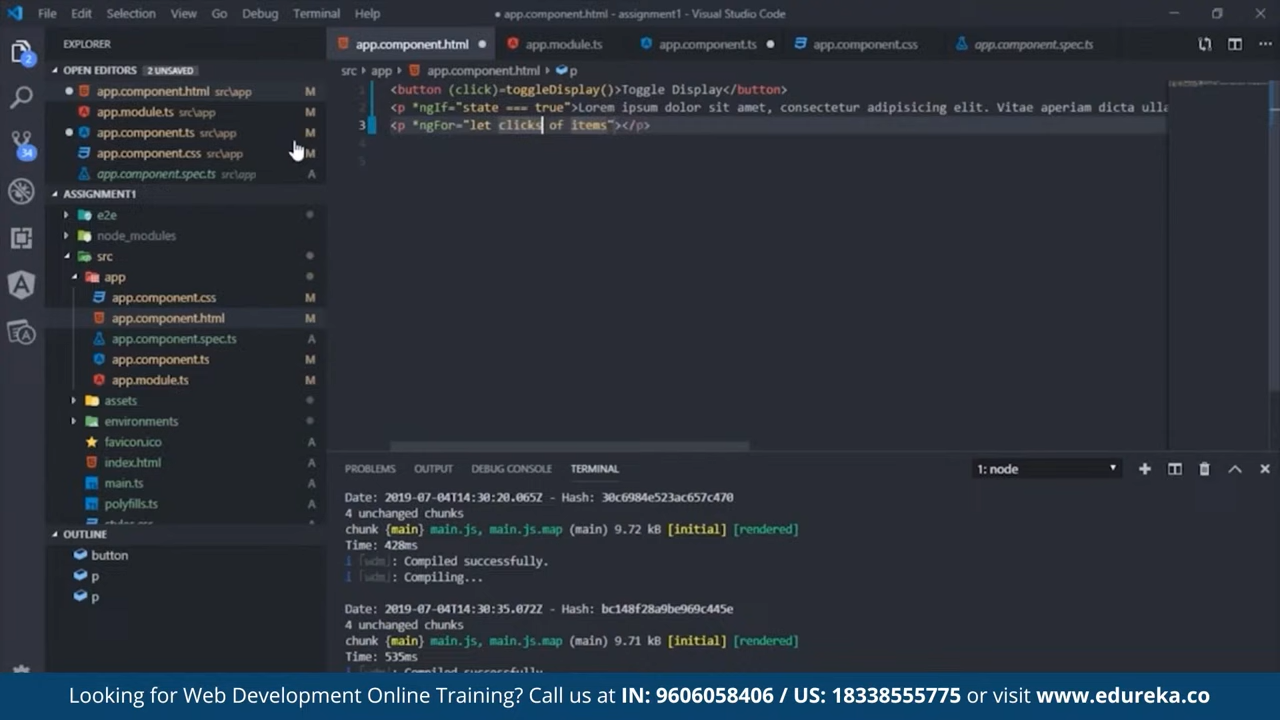 File Edit Selection View Go Debug Terminal Help
● app.component.html - assignment1 - Visual Studio Code
EXPLORER
OPEN EDITORS 2 UNSAVED
app.component.html src\app M
app.module.ts src\app M
app.component.ts src\app M
app.component.css src\app M
app.component.spec.ts src\app A
ASSIGNMENT1
e2e
node_modules
src
app
app.component.css M
app.component.html M
app.component.spec.ts A
app.component.ts M
app.module.ts M
assets
environments
favicon.ico A
index.html A
main.ts A
polyfills.ts A
OUTLINE
button
p
p
2
34
app.component.html app.module.ts app.component.ts app.component.css app.component.spec.ts
src app app.component.html p
1 <button (click)=toggleDisplay()>Toggle Display</button>
2 <p *ngIf="state === true">Lorem ipsum dolor sit amet, consectetur adipisicing elit. Vitae aperiam dicta ulla
3 <p *ngFor="let clicks of items"></p>
4
5
PROBLEMS OUTPUT DEBUG CONSOLE TERMINAL 1: node
Date: 2019-07-04T14:30:20.065Z - Hash: 30c6984e523ac657c470
4 unchanged chunks
chunk {main} main.js, main.js.map (main) 9.72 kB [initial] [rendered]
Time: 428ms
i ｢wdm｣: Compiled successfully.
i ｢wdm｣: Compiling...
Date: 2019-07-04T14:30:35.072Z - Hash: bc148f28a9be969c445e
4 unchanged chunks
chunk {main} main.js, main.js.map (main) 9.71 kB [initial] [rendered]
Time: 535ms
i ｢wdm｣: Compiled successfully.
Looking for Web Development Online Training? Call us at IN: 9606058406 / US: 18338555775 or visit www.edureka.co